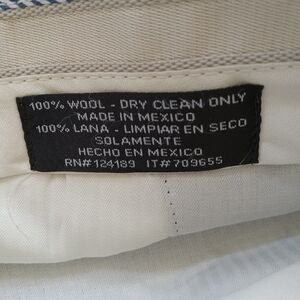 100% WOOL - DRY CLEAN ONLY
MADE IN MEXICO
100% LANA - LIMPIAR EN SECO
SOLAMENTE
HECHO EN MEXICO
RN#124189 IT#709655